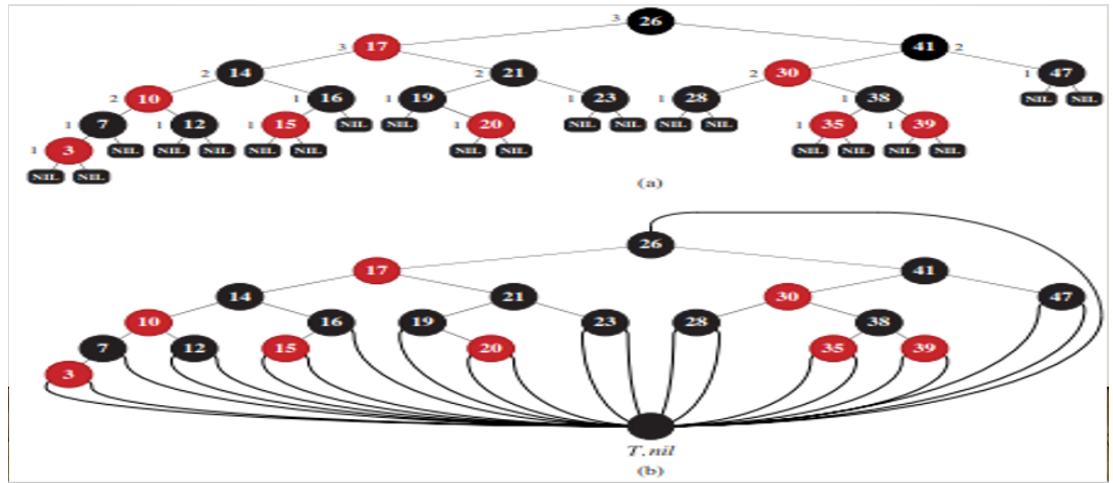 3 26
3 17 41 2
2 14 2 21 2 30 1 47
2 10 1 16 1 19 1 23 1 28 1 38 NIL NIL
1 7 1 12 1 15 NIL NIL 1 20 NIL NIL NIL NIL 1 35 1 39
1 3 NIL NIL NIL NIL NIL NIL NIL NIL NIL NIL NIL
NIL NIL
(a)
26
17 41
14 21 30 47
10 16 19 23 28 38
7 12 15 20 35 39
3
T.nil
(b)